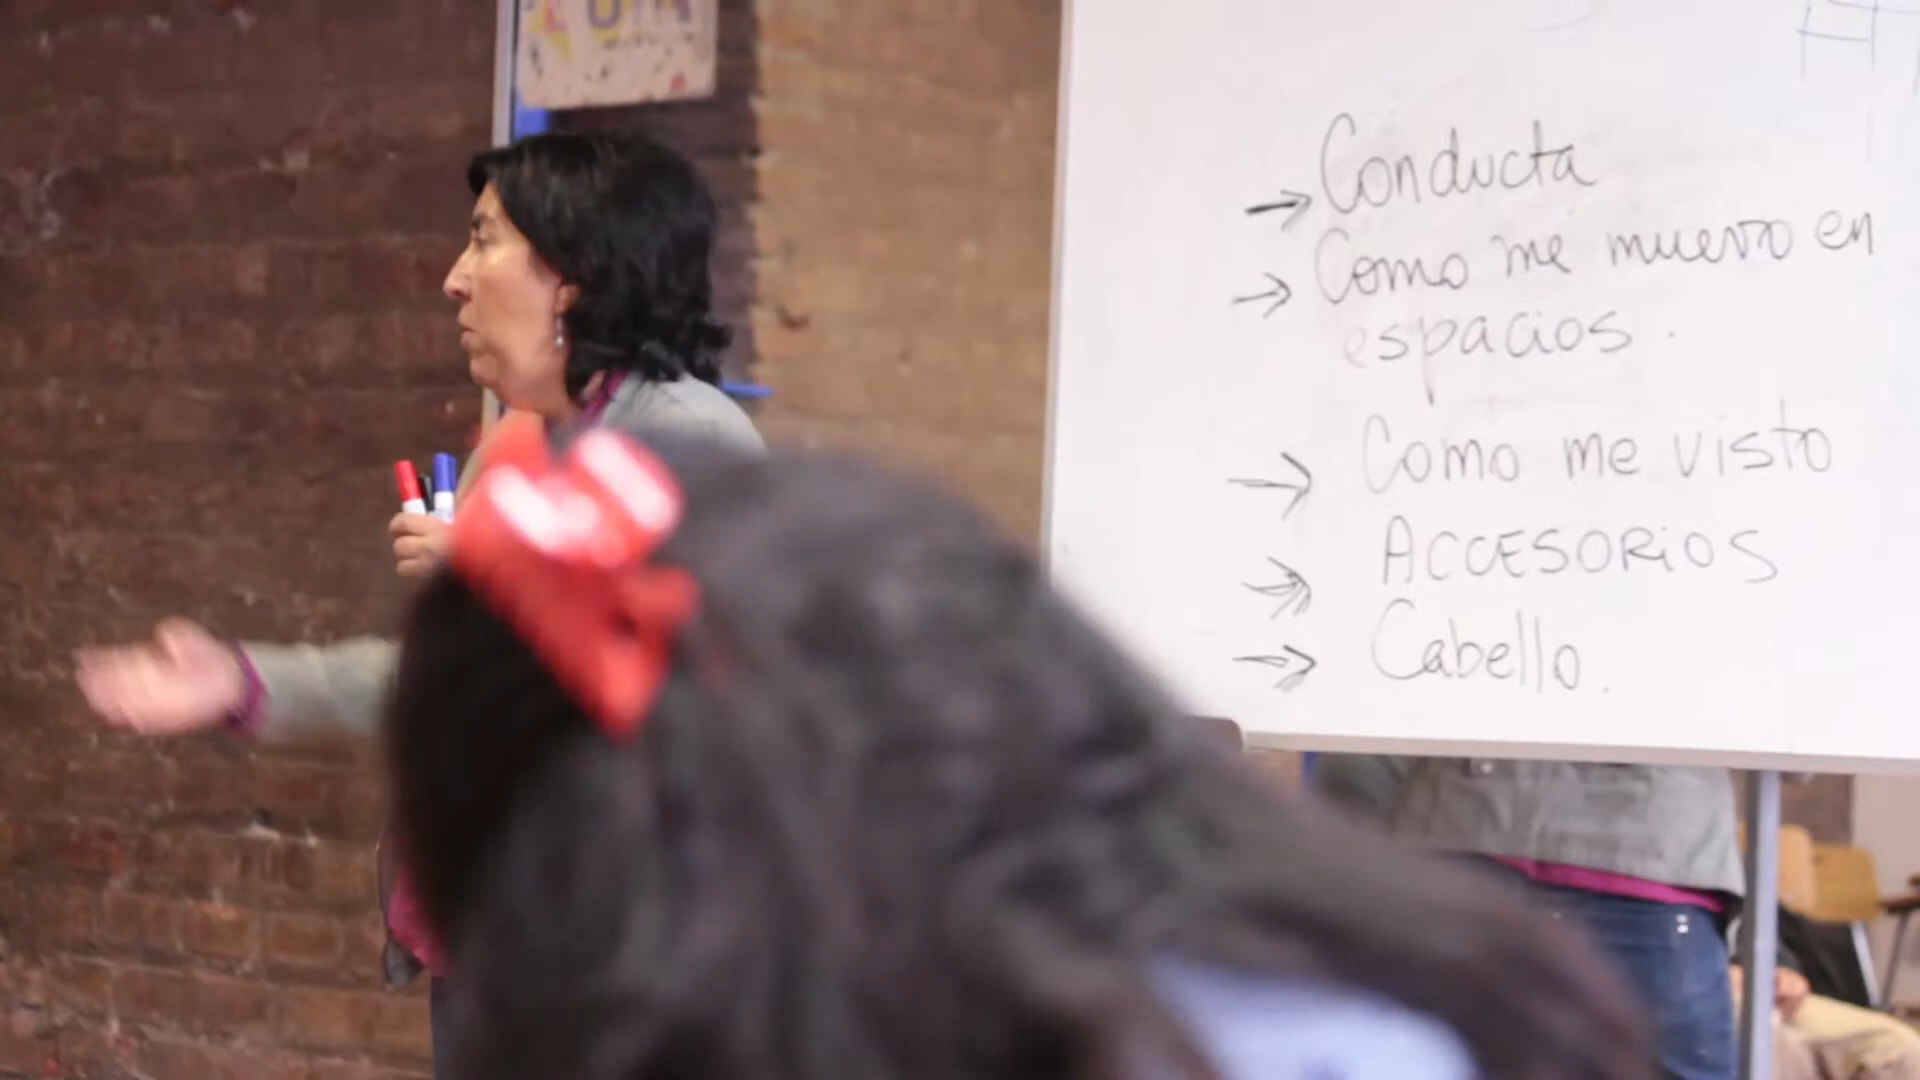 → Conducta
→ Como me muevo en
espacios.
→ Como me visto
→ ACCESORiOS
→ Cabello.